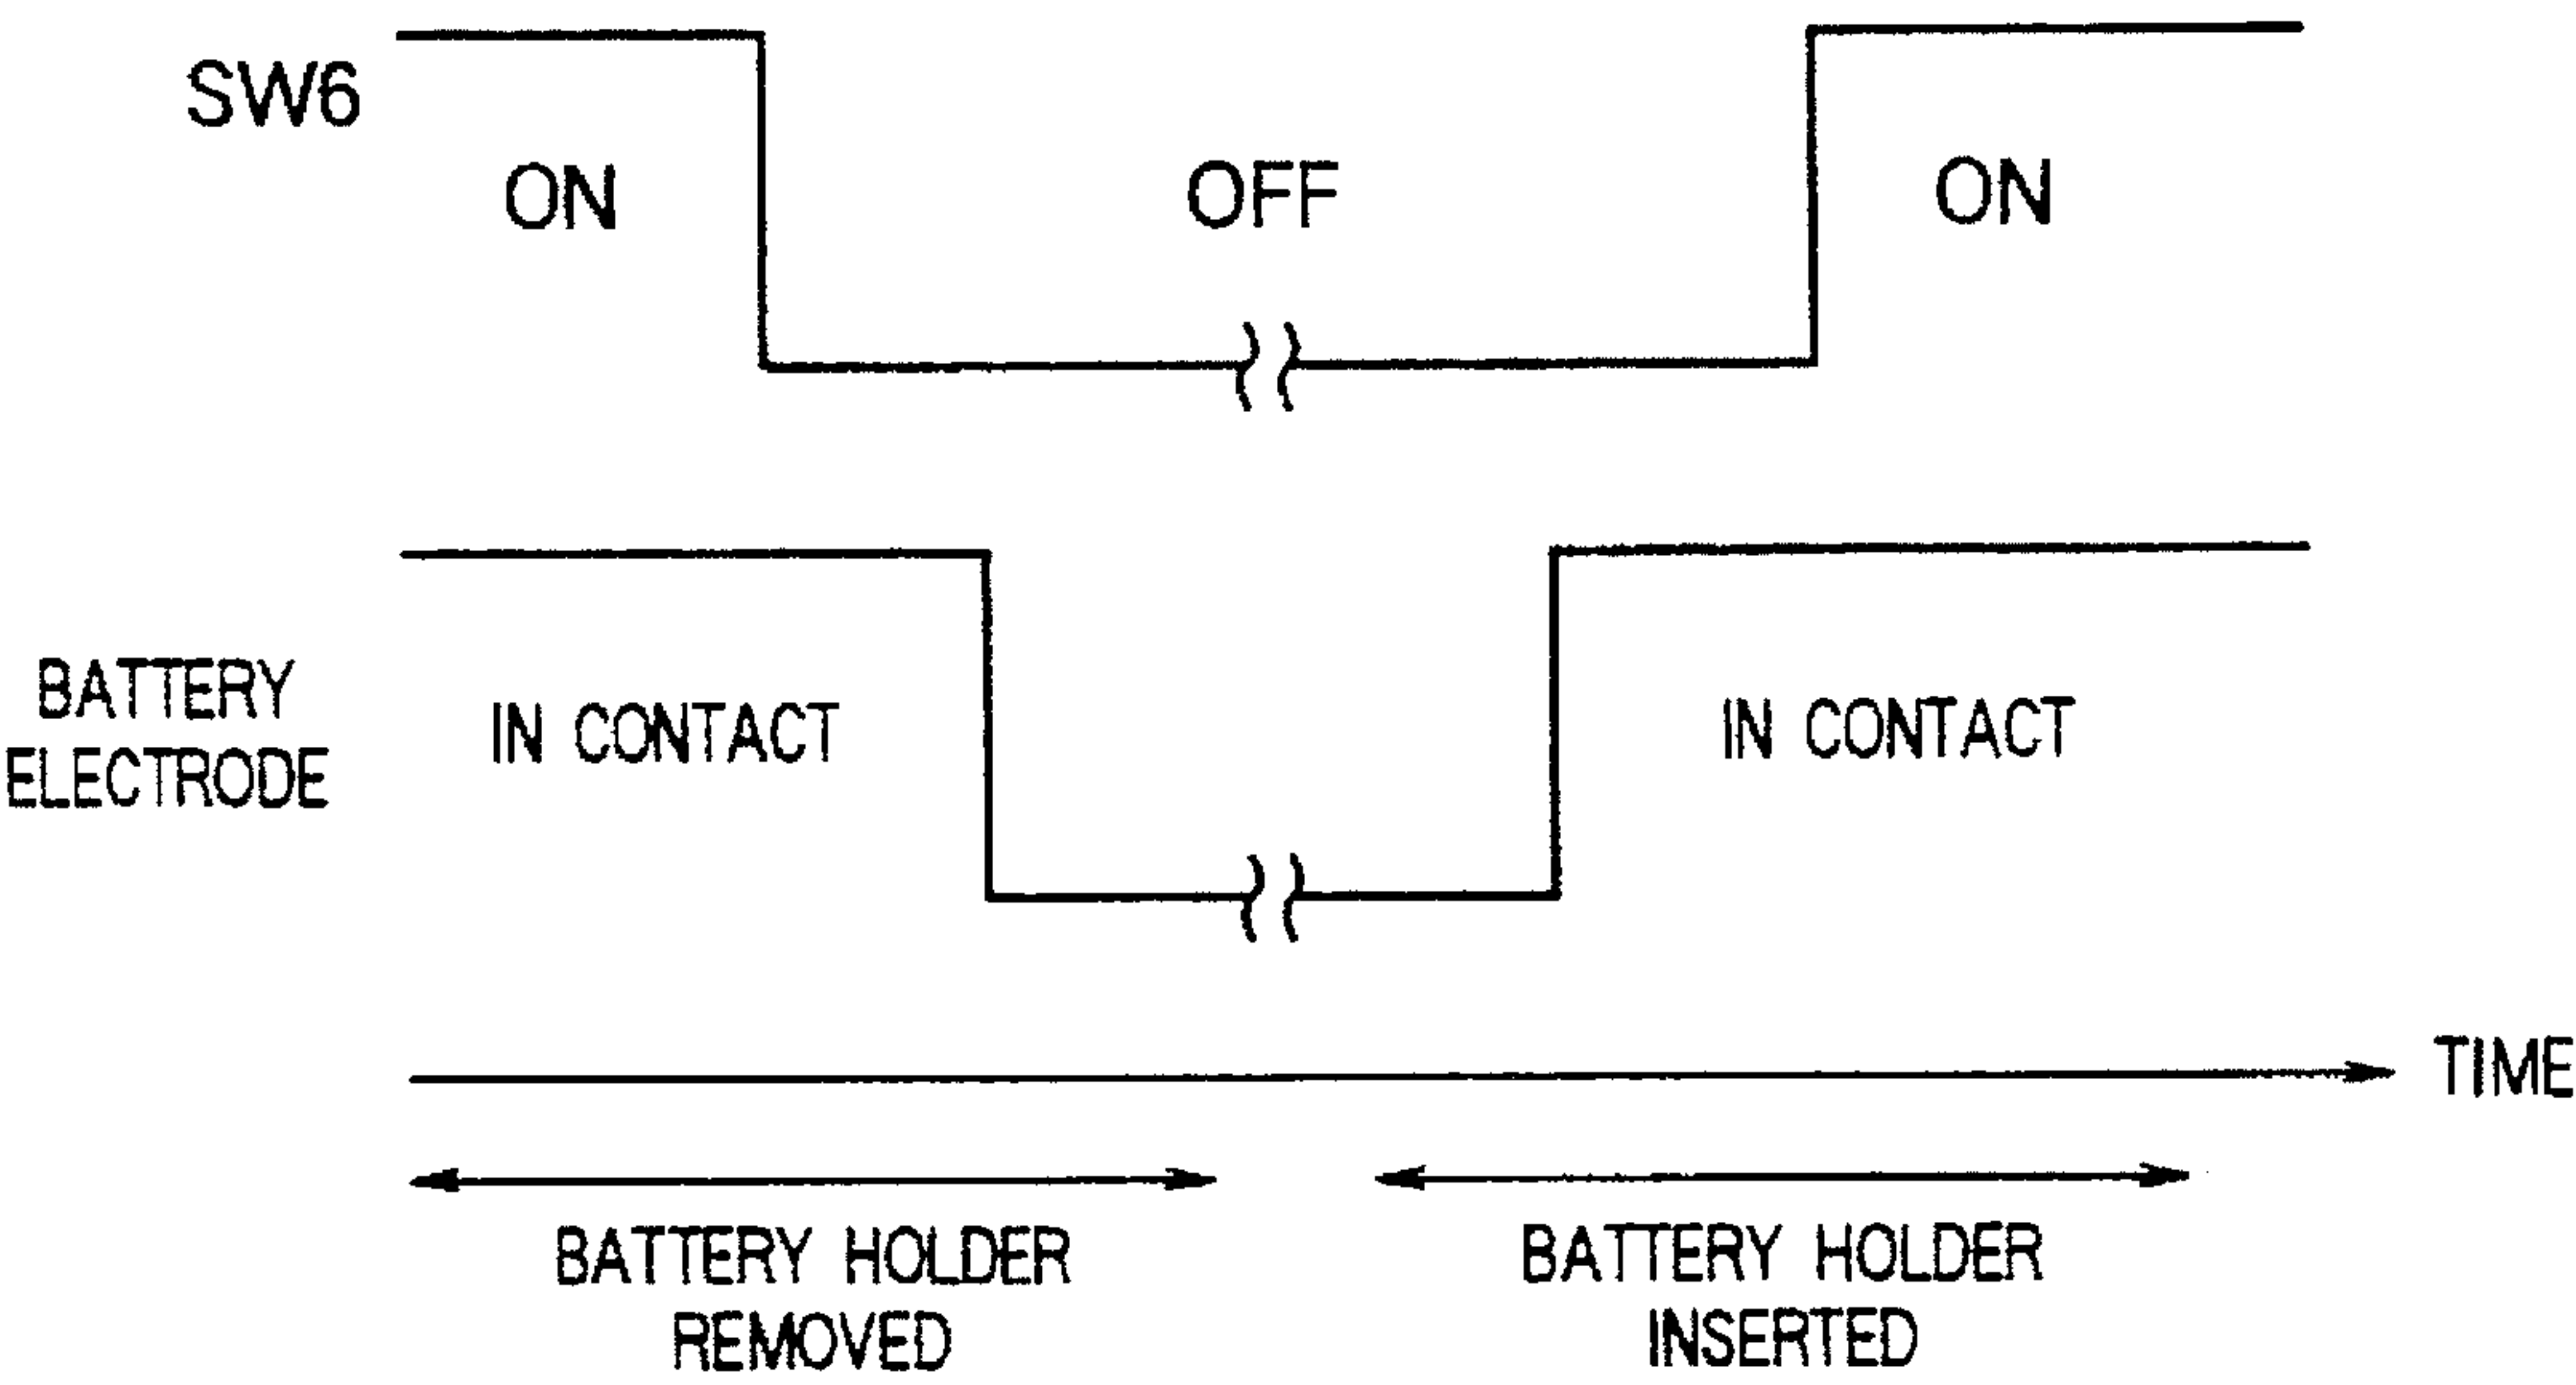 SW6
ON OFF ON
BATTERY
ELECTRODE
IN CONTACT IN CONTACT
TIME
BATTERY HOLDER
REMOVED
BATTERY HOLDER
INSERTED